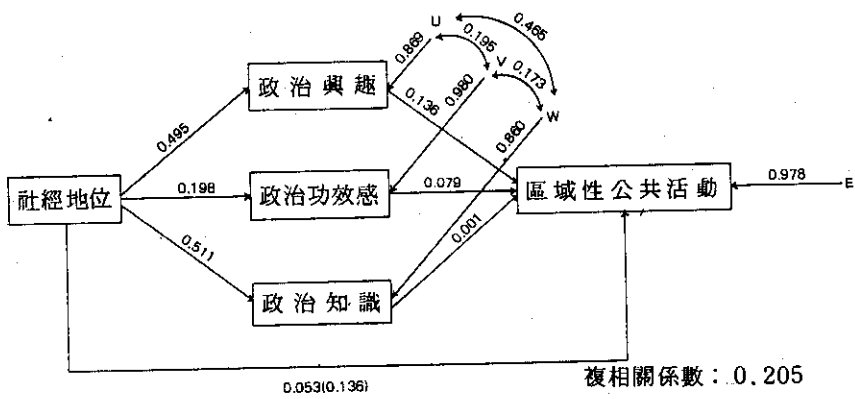 U
0.465
0.195
0.869
V
0.173
政治興趣
0.980
0.136
W
0.495
0.860
社經地位
0.198
政治功效感
0.079
區域性公共活動
0.978
E
0.511
0.001
政治知識
0.053(0.136)
複相關係數：0.205